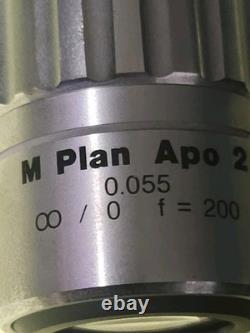 M Plan Apo 2
0.055
∞ / 0 f = 200